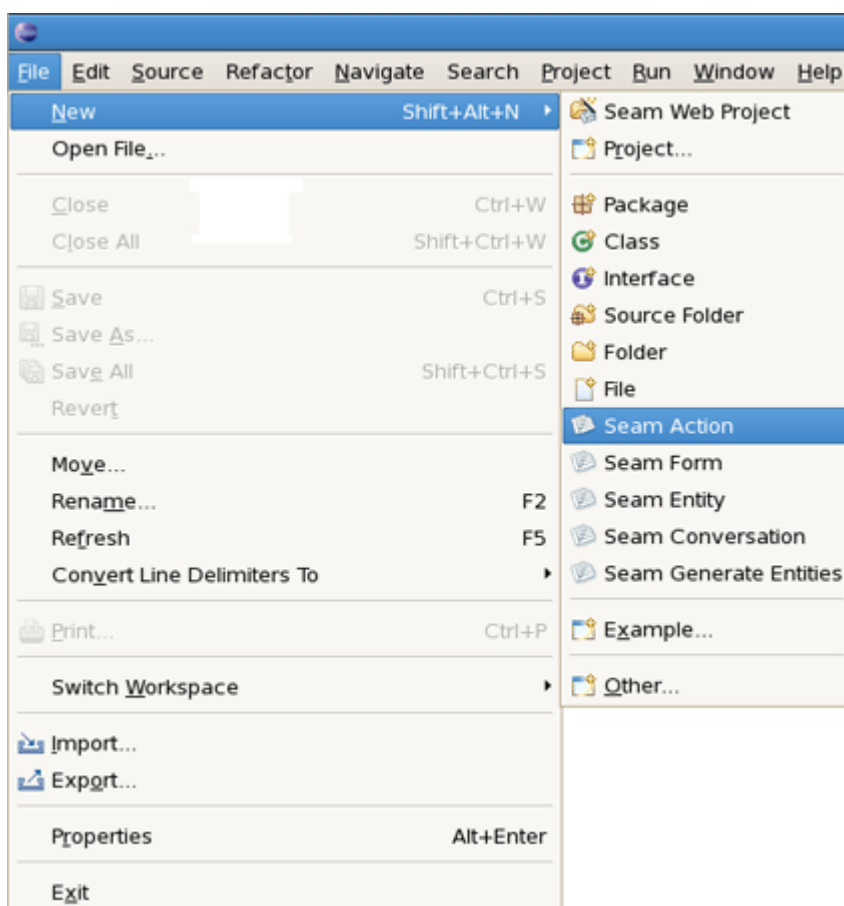 File Edit Source Refactor Navigate Search Project Run Window Help
New Shift+Alt+N
Open File...
Close Ctrl+W
Close All Shift+Ctrl+W
Save Ctrl+S
Save As...
Save All Shift+Ctrl+S
Revert
Move...
Rename... F2
Refresh F5
Convert Line Delimiters To
Print... Ctrl+P
Switch Workspace
Import...
Export...
Properties Alt+Enter
Exit
Seam Web Project
Project...
Package
Class
Interface
Source Folder
Folder
File
Seam Action
Seam Form
Seam Entity
Seam Conversation
Seam Generate Entities
Example...
Other...